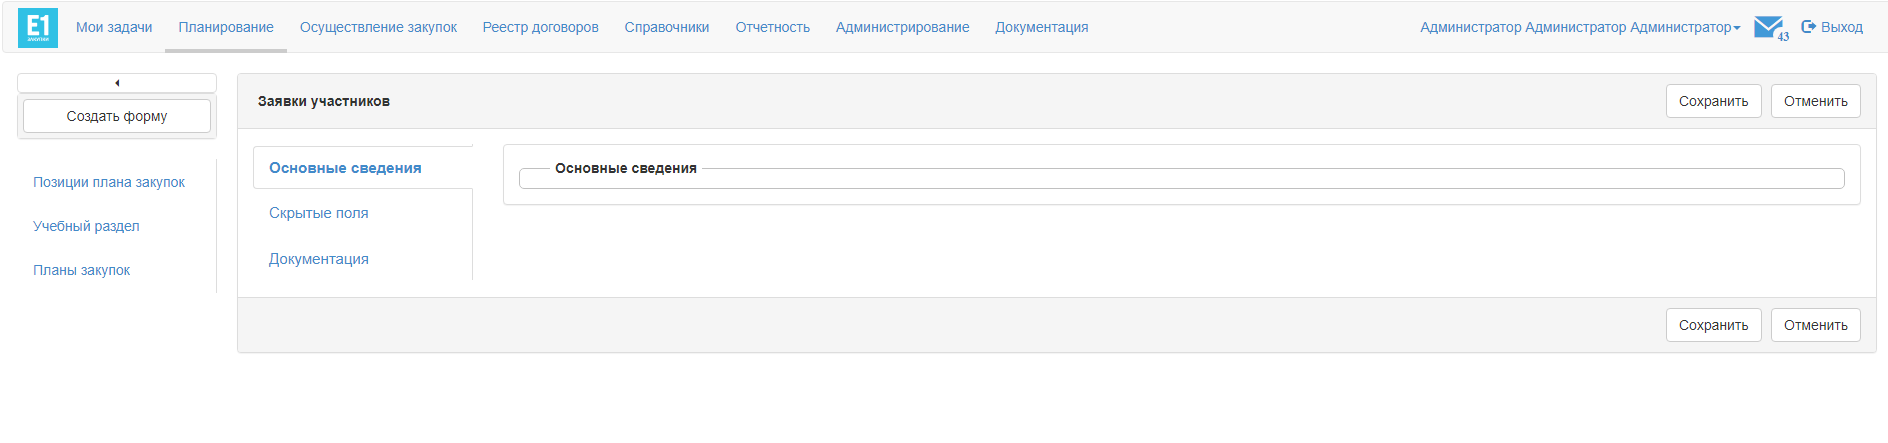 E1
ЗАКУПКИ
Мои задачи Планирование Осуществление закупок Реестр договоров Справочники Отчетность Администрирование Документация Администратор Администратор Администратор 43 Выход
Создать форму
Позиции плана закупок
Учебный раздел
Планы закупок
Заявки участников Сохранить Отменить
Основные сведения
Скрытые поля
Документация
Основные сведения
Сохранить Отменить